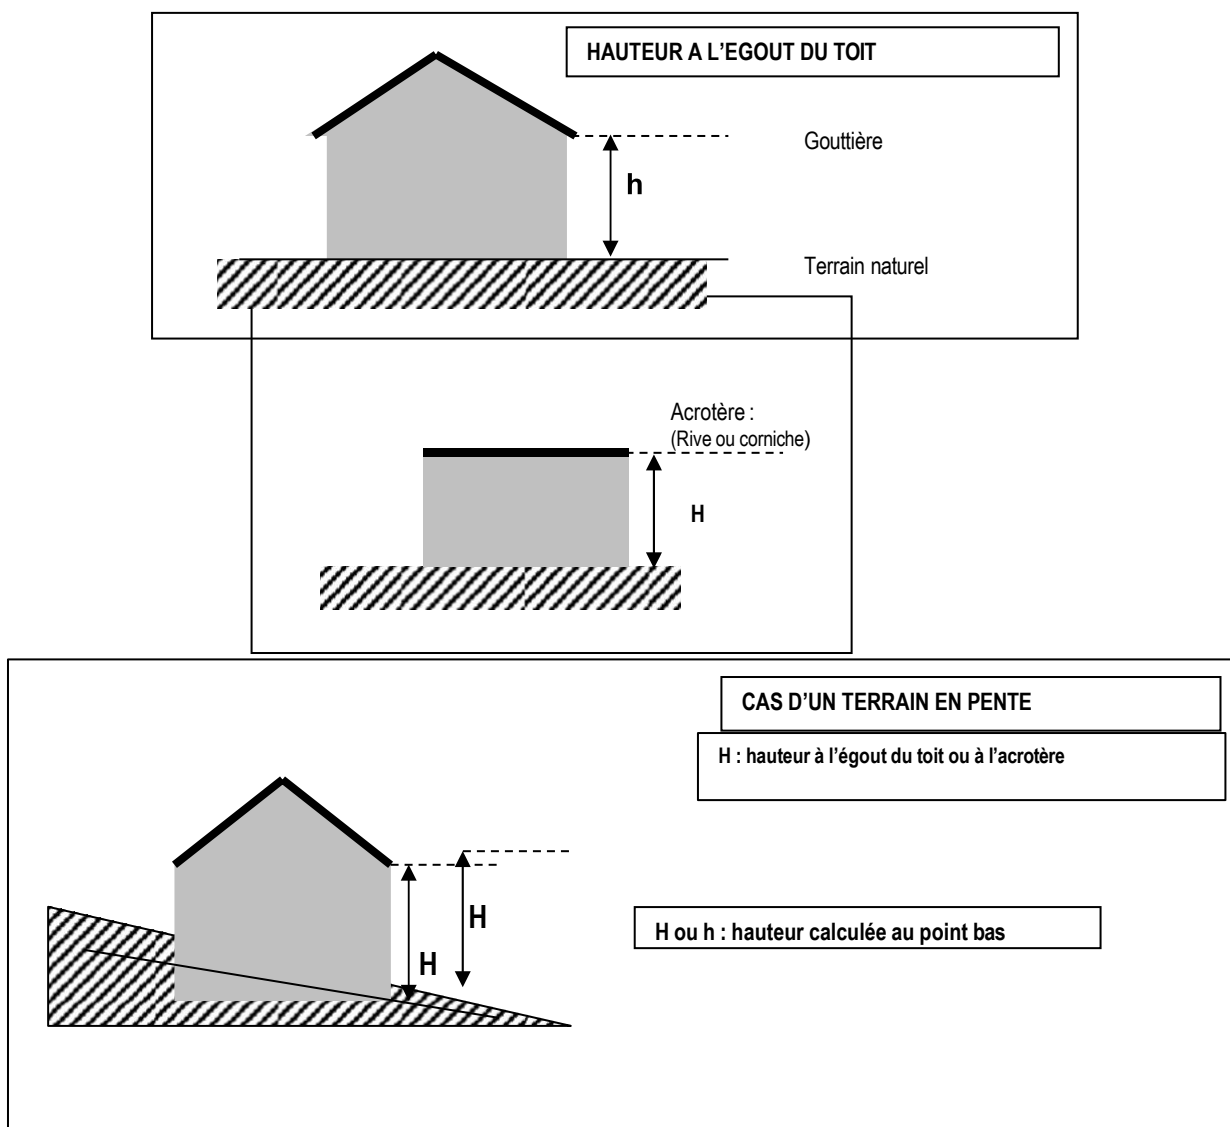 HAUTEUR A L'EGOUT DU TOIT
Gouttière
h
Terrain naturel
Acrotère :
(Rive ou corniche)
H
CAS D'UN TERRAIN EN PENTE
H : hauteur à l'égout du toit ou à l'acrotère
H
H
H ou h : hauteur calculée au point bas